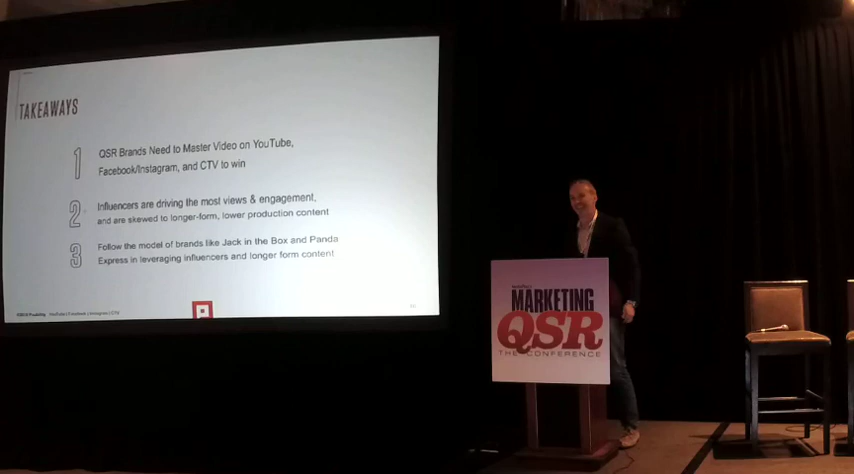 TAKEAWAYS
1
QSR Brands Need to Master Video on YouTube,
Facebook/Instagram, and CTV to win
2
Influencers are driving the most views & engagement,
and are skewed to longer-form, lower production content
3
Follow the model of brands like Jack in the Box and Panda
Express in leveraging influencers and longer form content
MARKETING
QSR
THE CONFERENCE